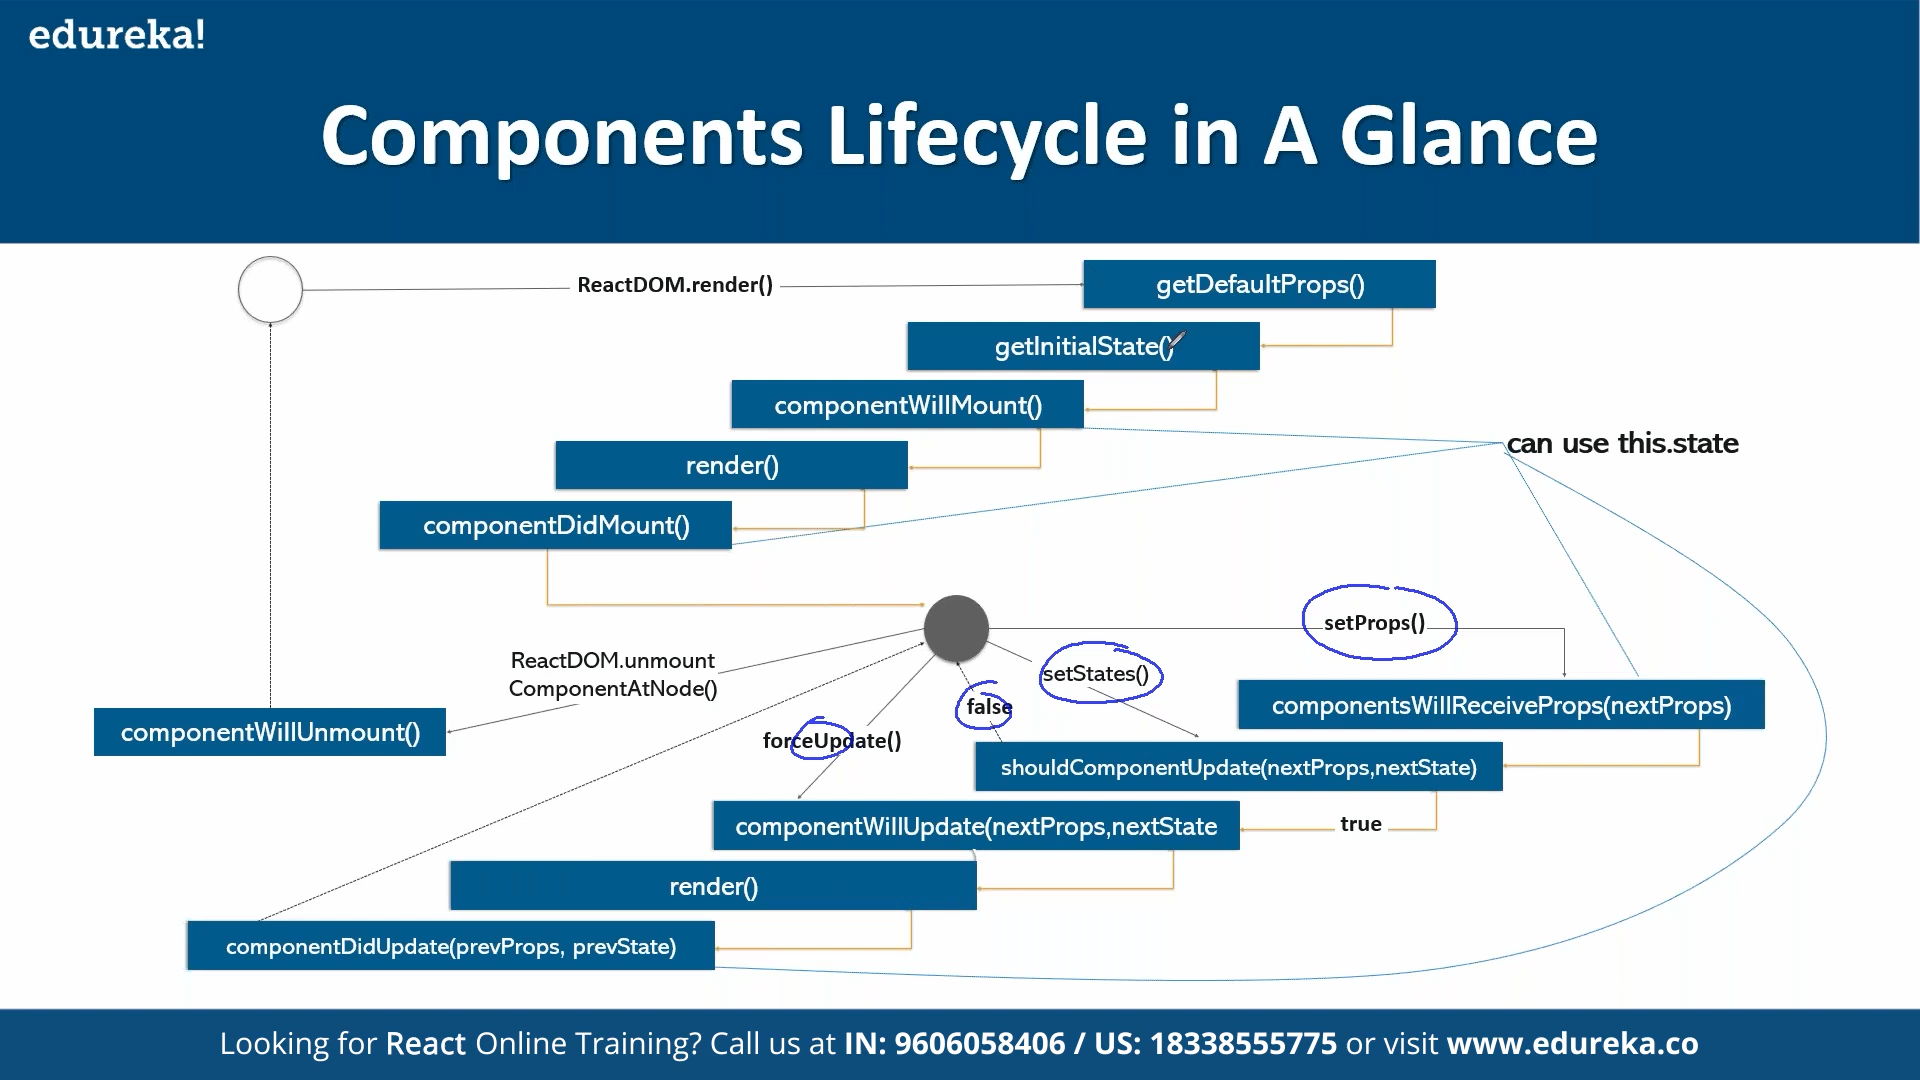 edureka!
Components Lifecycle in A Glance
ReactDOM.render()
getDefaultProps()
getInitialState()
componentWillMount()
can use this.state
render()
componentDidMount()
setProps()
ReactDOM.unmount
ComponentAtNode()
setStates()
false
componentsWillReceiveProps(nextProps)
componentWillUnmount()
forceUpdate()
shouldComponentUpdate(nextProps,nextState)
componentWillUpdate(nextProps,nextState
true
render()
componentDidUpdate(prevProps, prevState)
Looking for React Online Training? Call us at IN: 9606058406 / US: 18338555775 or visit www.edureka.co